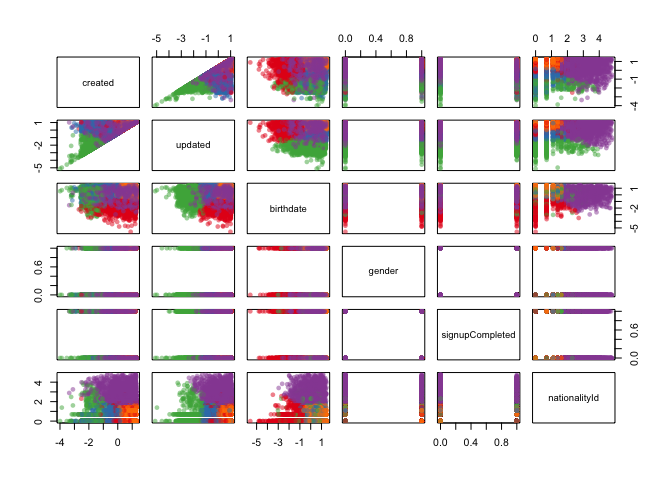 0.0 0.4 0.8
-5 -3 -1 1
0 1 2 3 4
created
-4 -1 1
-5 -2 1
updated
birthdate
-5 -2 1
0.0 0.6
gender
signupCompleted
0.0 0.6
0 2 4
nationalityId
-4 -2 0
-5 -3 -1 1
0.0 0.4 0.8